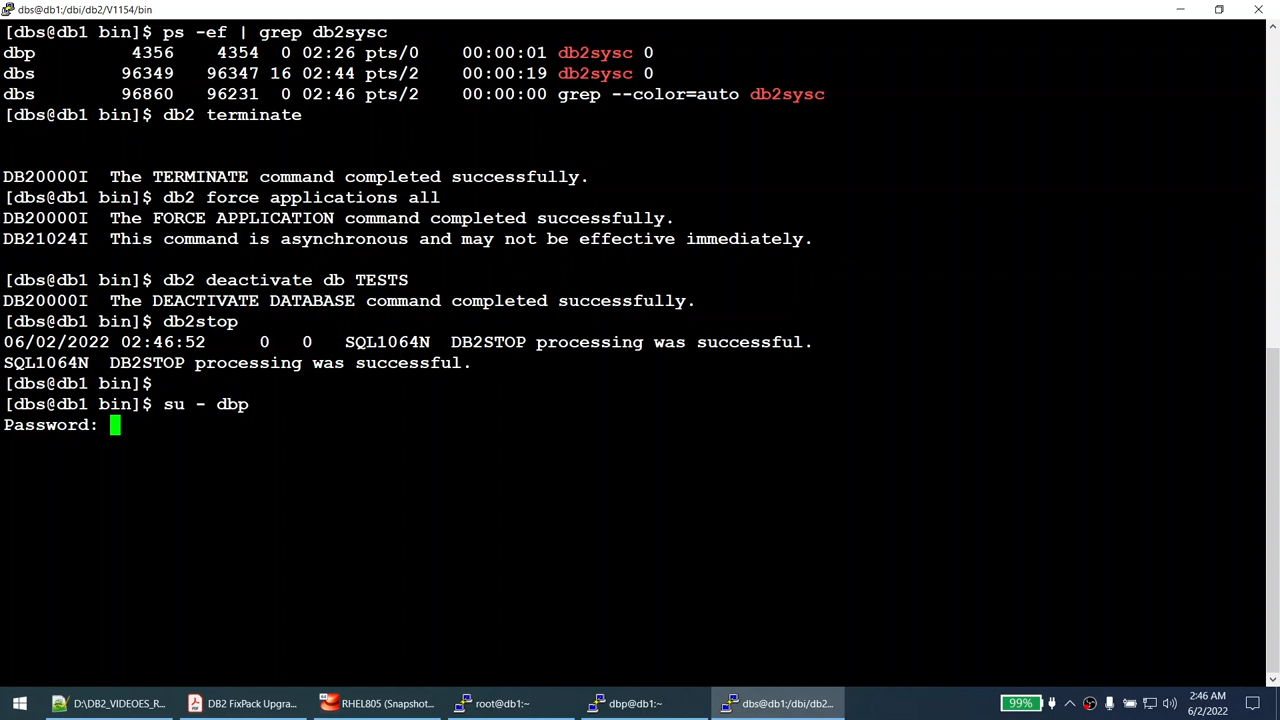 dbs@db1:/dbi/db2/V1154/bin
[dbs@db1 bin]$ ps -ef | grep db2sysc
dbp 4356 4354 0 02:26 pts/0 00:00:01 db2sysc 0
dbs 96349 96347 16 02:44 pts/2 00:00:19 db2sysc 0
dbs 96860 96231 0 02:46 pts/2 00:00:00 grep --color=auto db2sysc
[dbs@db1 bin]$ db2 terminate
DB20000I The TERMINATE command completed successfully.
[dbs@db1 bin]$ db2 force applications all
DB20000I The FORCE APPLICATION command completed successfully.
DB21024I This command is asynchronous and may not be effective immediately.
[dbs@db1 bin]$ db2 deactivate db TESTS
DB20000I The DEACTIVATE DATABASE command completed successfully.
[dbs@db1 bin]$ db2stop
06/02/2022 02:46:52 0 0 SQL1064N DB2STOP processing was successful.
SQL1064N DB2STOP processing was successful.
[dbs@db1 bin]$
[dbs@db1 bin]$ su - dbp
Password:
D:\DB2_VIDEOES_R... DB2 FixPack Upgra... RHEL805 (Snapshot... root@db1:~ dbp@db1:~ dbs@db1:/dbi/db2... 99% 2:46 AM
6/2/2022